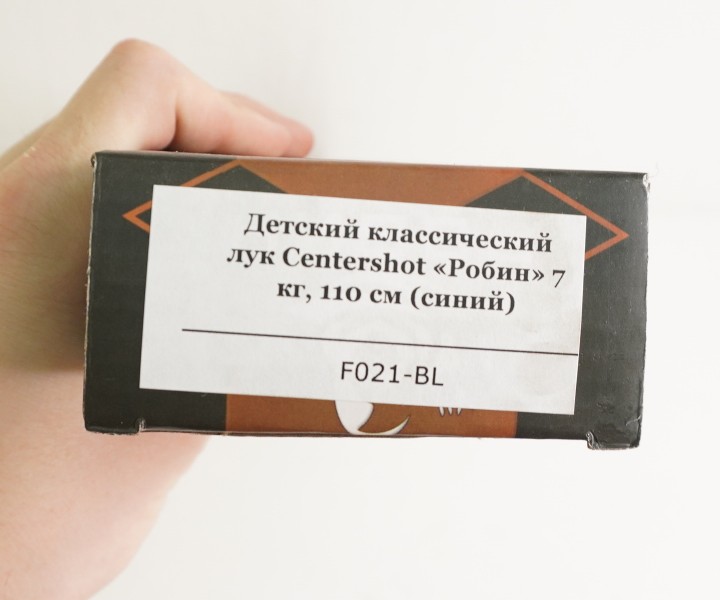 Детский классический
лук Centershot «Робин» 7
кг, 110 см (синий)
F021-BL